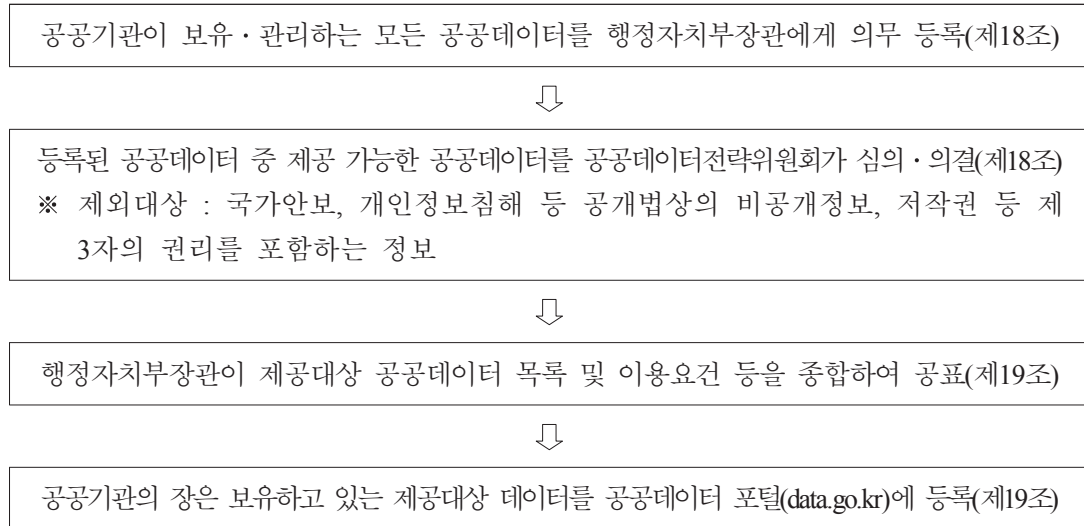 공공기관이 보유·관리하는 모든 공공데이터를 행정자치부장관에게 의무 등록(제18조)
등록된 공공데이터 중 제공 가능한 공공데이터를 공공데이터전략위원회가 심의·의결(제18조)
※ 제외대상 : 국가안보, 개인정보침해 등 공개법상의 비공개정보, 저작권 등 제
3자의 권리를 포함하는 정보
행정자치부장관이 제공대상 공공데이터 목록 및 이용요건 등을 종합하여 공표(제19조)
공공기관의 장은 보유하고 있는 제공대상 데이터를 공공데이터 포털(data.go.kr)에 등록(제19조)